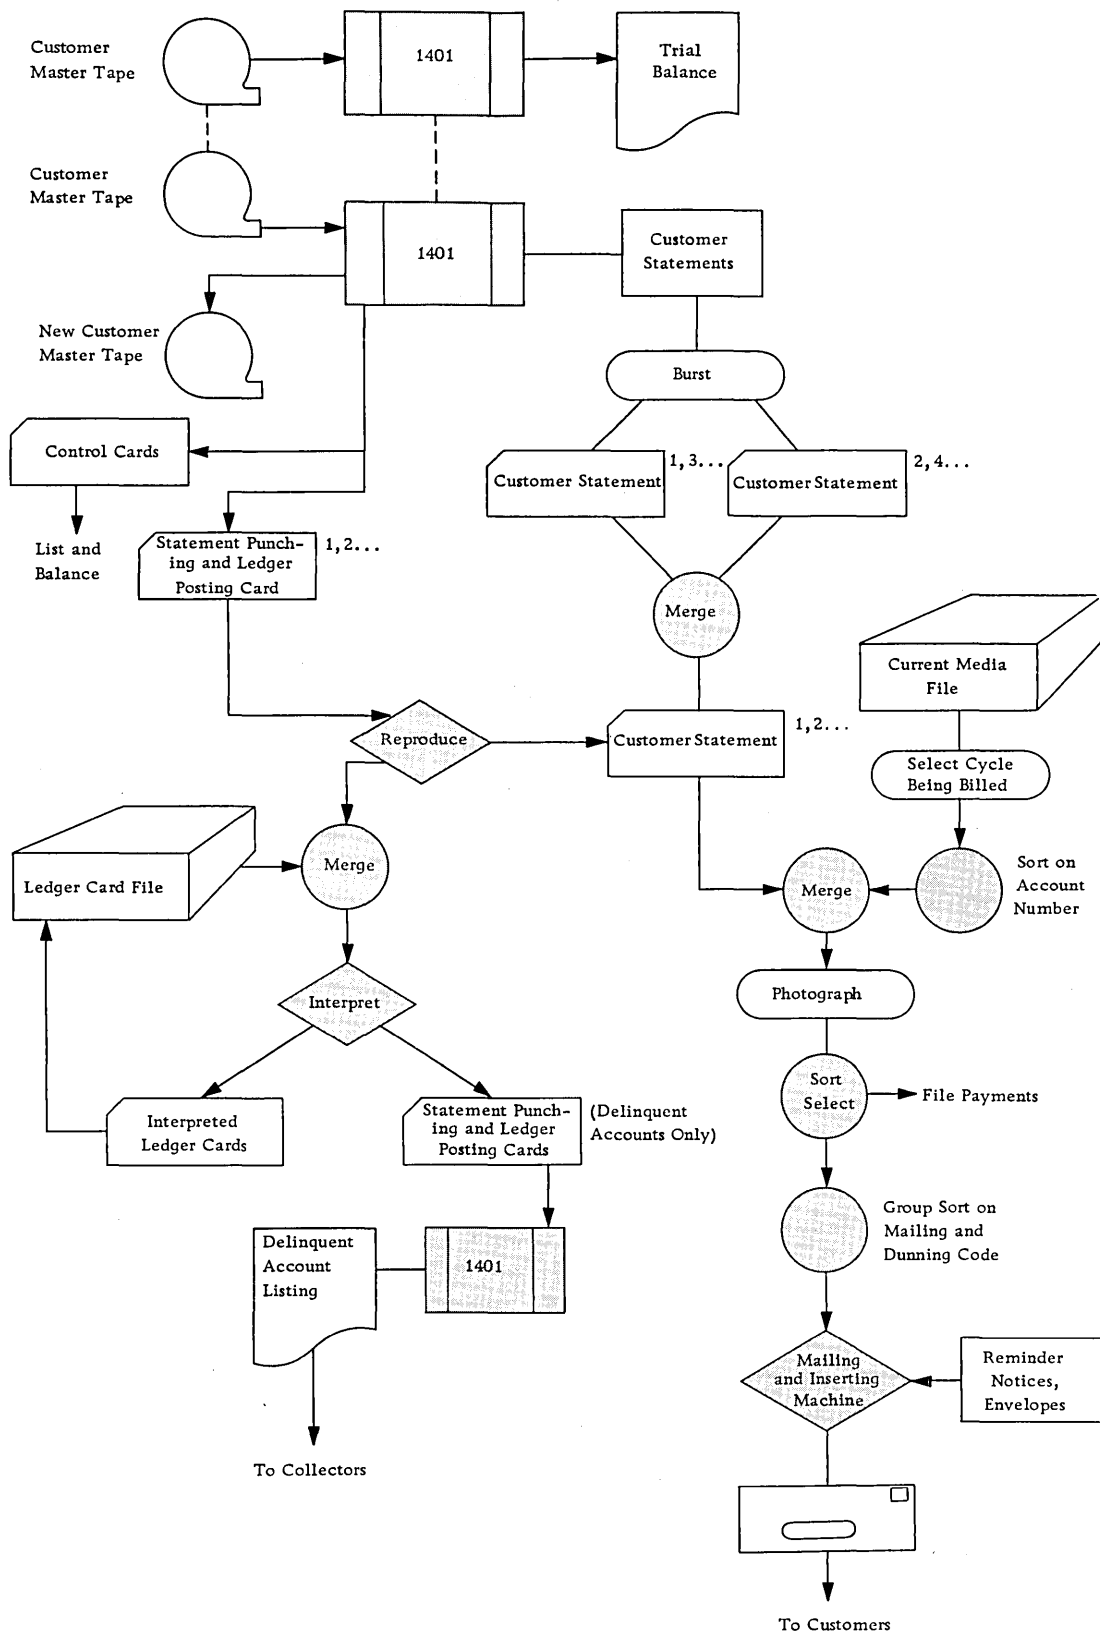 Customer
Master Tape
1401
Trial
Balance
Customer
Master Tape
1401
Customer
Statements
New Customer
Master Tape
Burst
Control Cards
Customer Statement
1,3...
Customer Statement
2,4...
List and
Balance
Statement Punch-
ing and Ledger
Posting Card
1,2...
Merge
Current Media
File
Reproduce
Customer Statement
1,2...
Select Cycle
Being Billed
Ledger Card File
Merge
Merge
Sort on
Account
Number
Interpret
Photograph
Interpreted
Ledger Cards
Statement Punch-
ing and Ledger
Posting Cards
(Delinquent
Accounts Only)
Sort
Select
File Payments
Group Sort on
Mailing and
Dunning Code
Delinquent
Account
Listing
1401
Mailing
and Inserting
Machine
Reminder
Notices,
Envelopes
To Collectors
To Customers